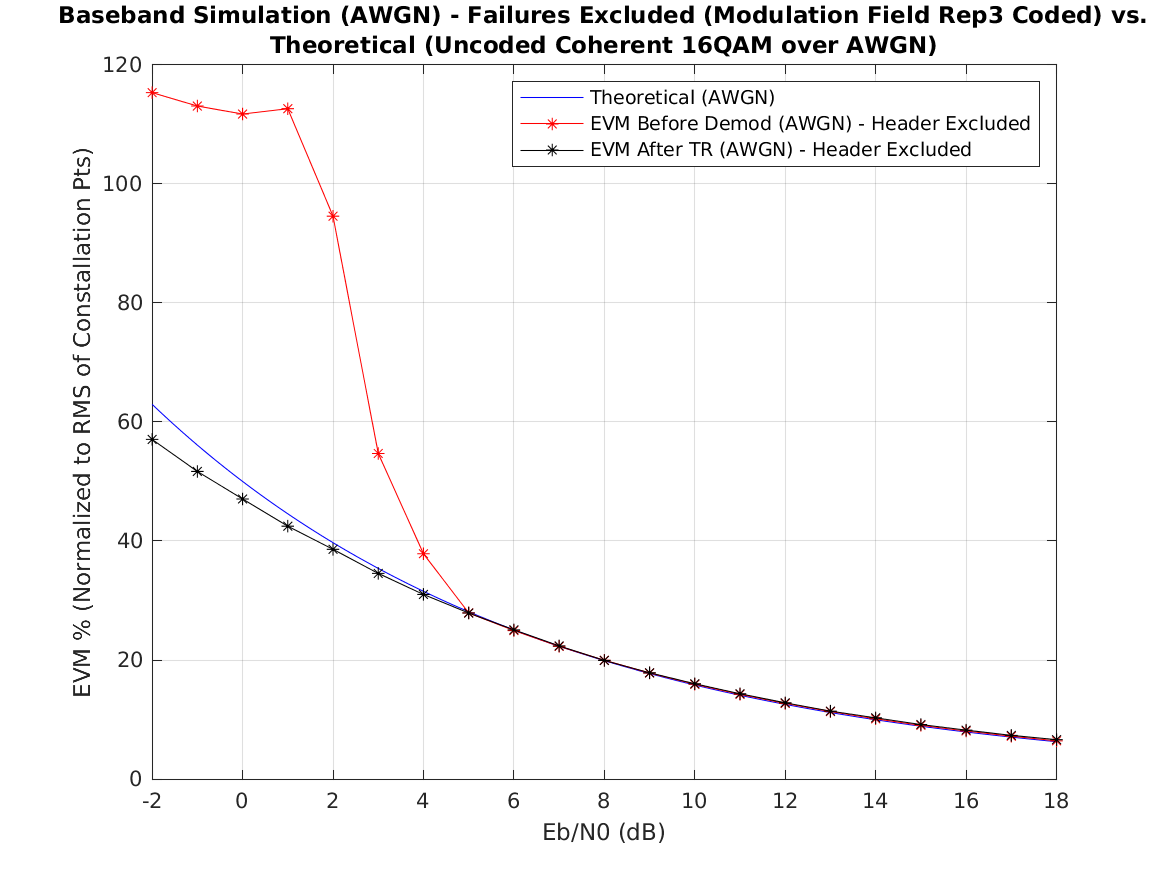 Baseband Simulation (AWGN) - Failures Excluded (Modulation Field Rep3 Coded) vs.
Theoretical (Uncoded Coherent 16QAM over AWGN)
Theoretical (AWGN)
EVM Before Demod (AWGN) - Header Excluded
EVM After TR (AWGN) - Header Excluded
EVM % (Normalized to RMS of Constallation Pts)
120
100
80
60
40
20
0
-2 0 2 4 6 8 10 12 14 16 18
Eb/N0 (dB)